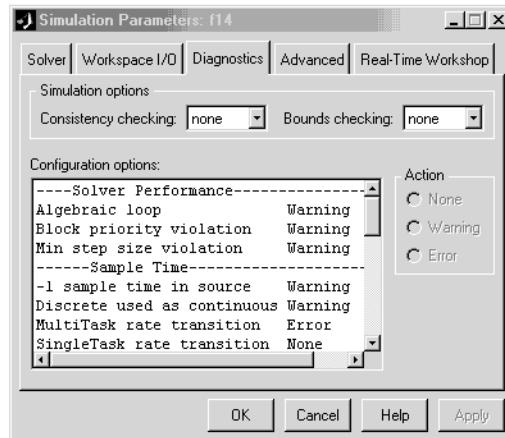 Simulation Parameters: f14
Solver Workspace I/O Diagnostics Advanced Real-Time Workshop
Simulation options
Consistency checking: none Bounds checking: none
Configuration options:
Action
----Solver Performance----------------
Algebraic loop Warning
Block priority violation Warning
Min step size violation Warning
------Sample Time---------------------
-1 sample time in source Warning
Discrete used as continuous Warning
MultiTask rate transition Error
SingleTask rate transition None
None
Warning
Error
OK Cancel Help Apply